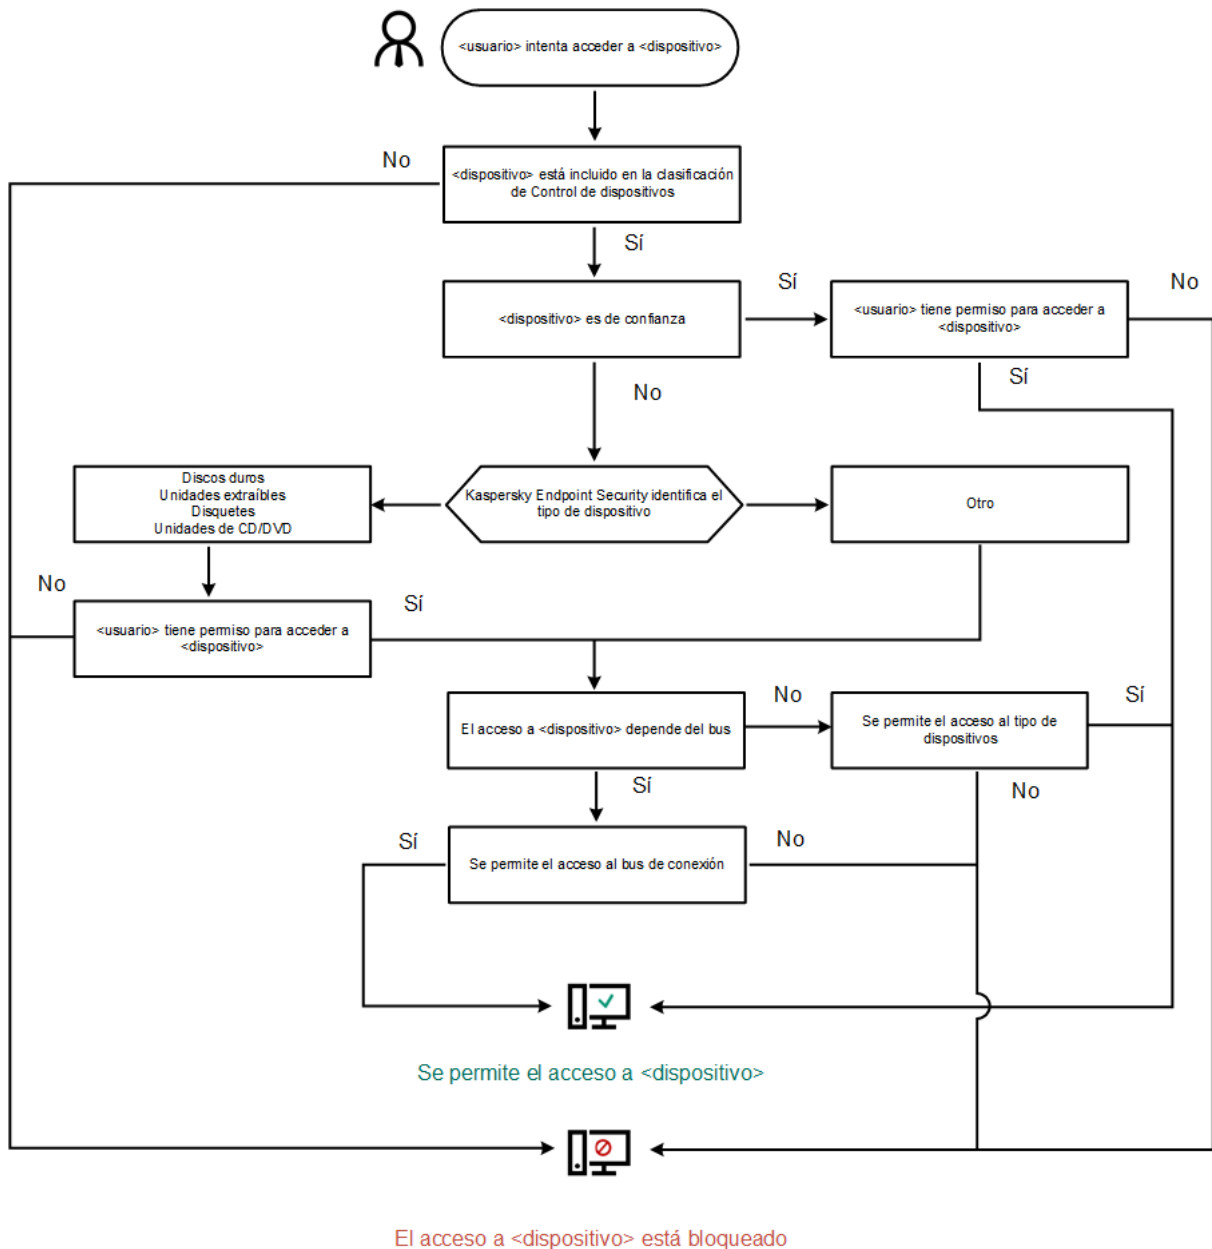 <usuario> intenta acceder a <dispositivo>
No
<dispositivo> está incluido en la clasificación
de Control de dispositivos
Sí
<dispositivo> es de confianza
Sí
<usuario> tiene permiso para acceder a
<dispositivo>
No
Sí
No
Discos duros
Unidades extraíbles
Disquetes
Unidades de CD/DVD
Kaspersky Endpoint Security identifica el
tipo de dispositivo
Otro
No
<usuario> tiene permiso para acceder a
<dispositivo>
Sí
El acceso a <dispositivo> depende del bus
No
Se permite el acceso al tipo de
dispositivos
Sí
Sí
No
Sí
Se permite el acceso al bus de conexión
No
Se permite el acceso a <dispositivo>
El acceso a <dispositivo> está bloqueado